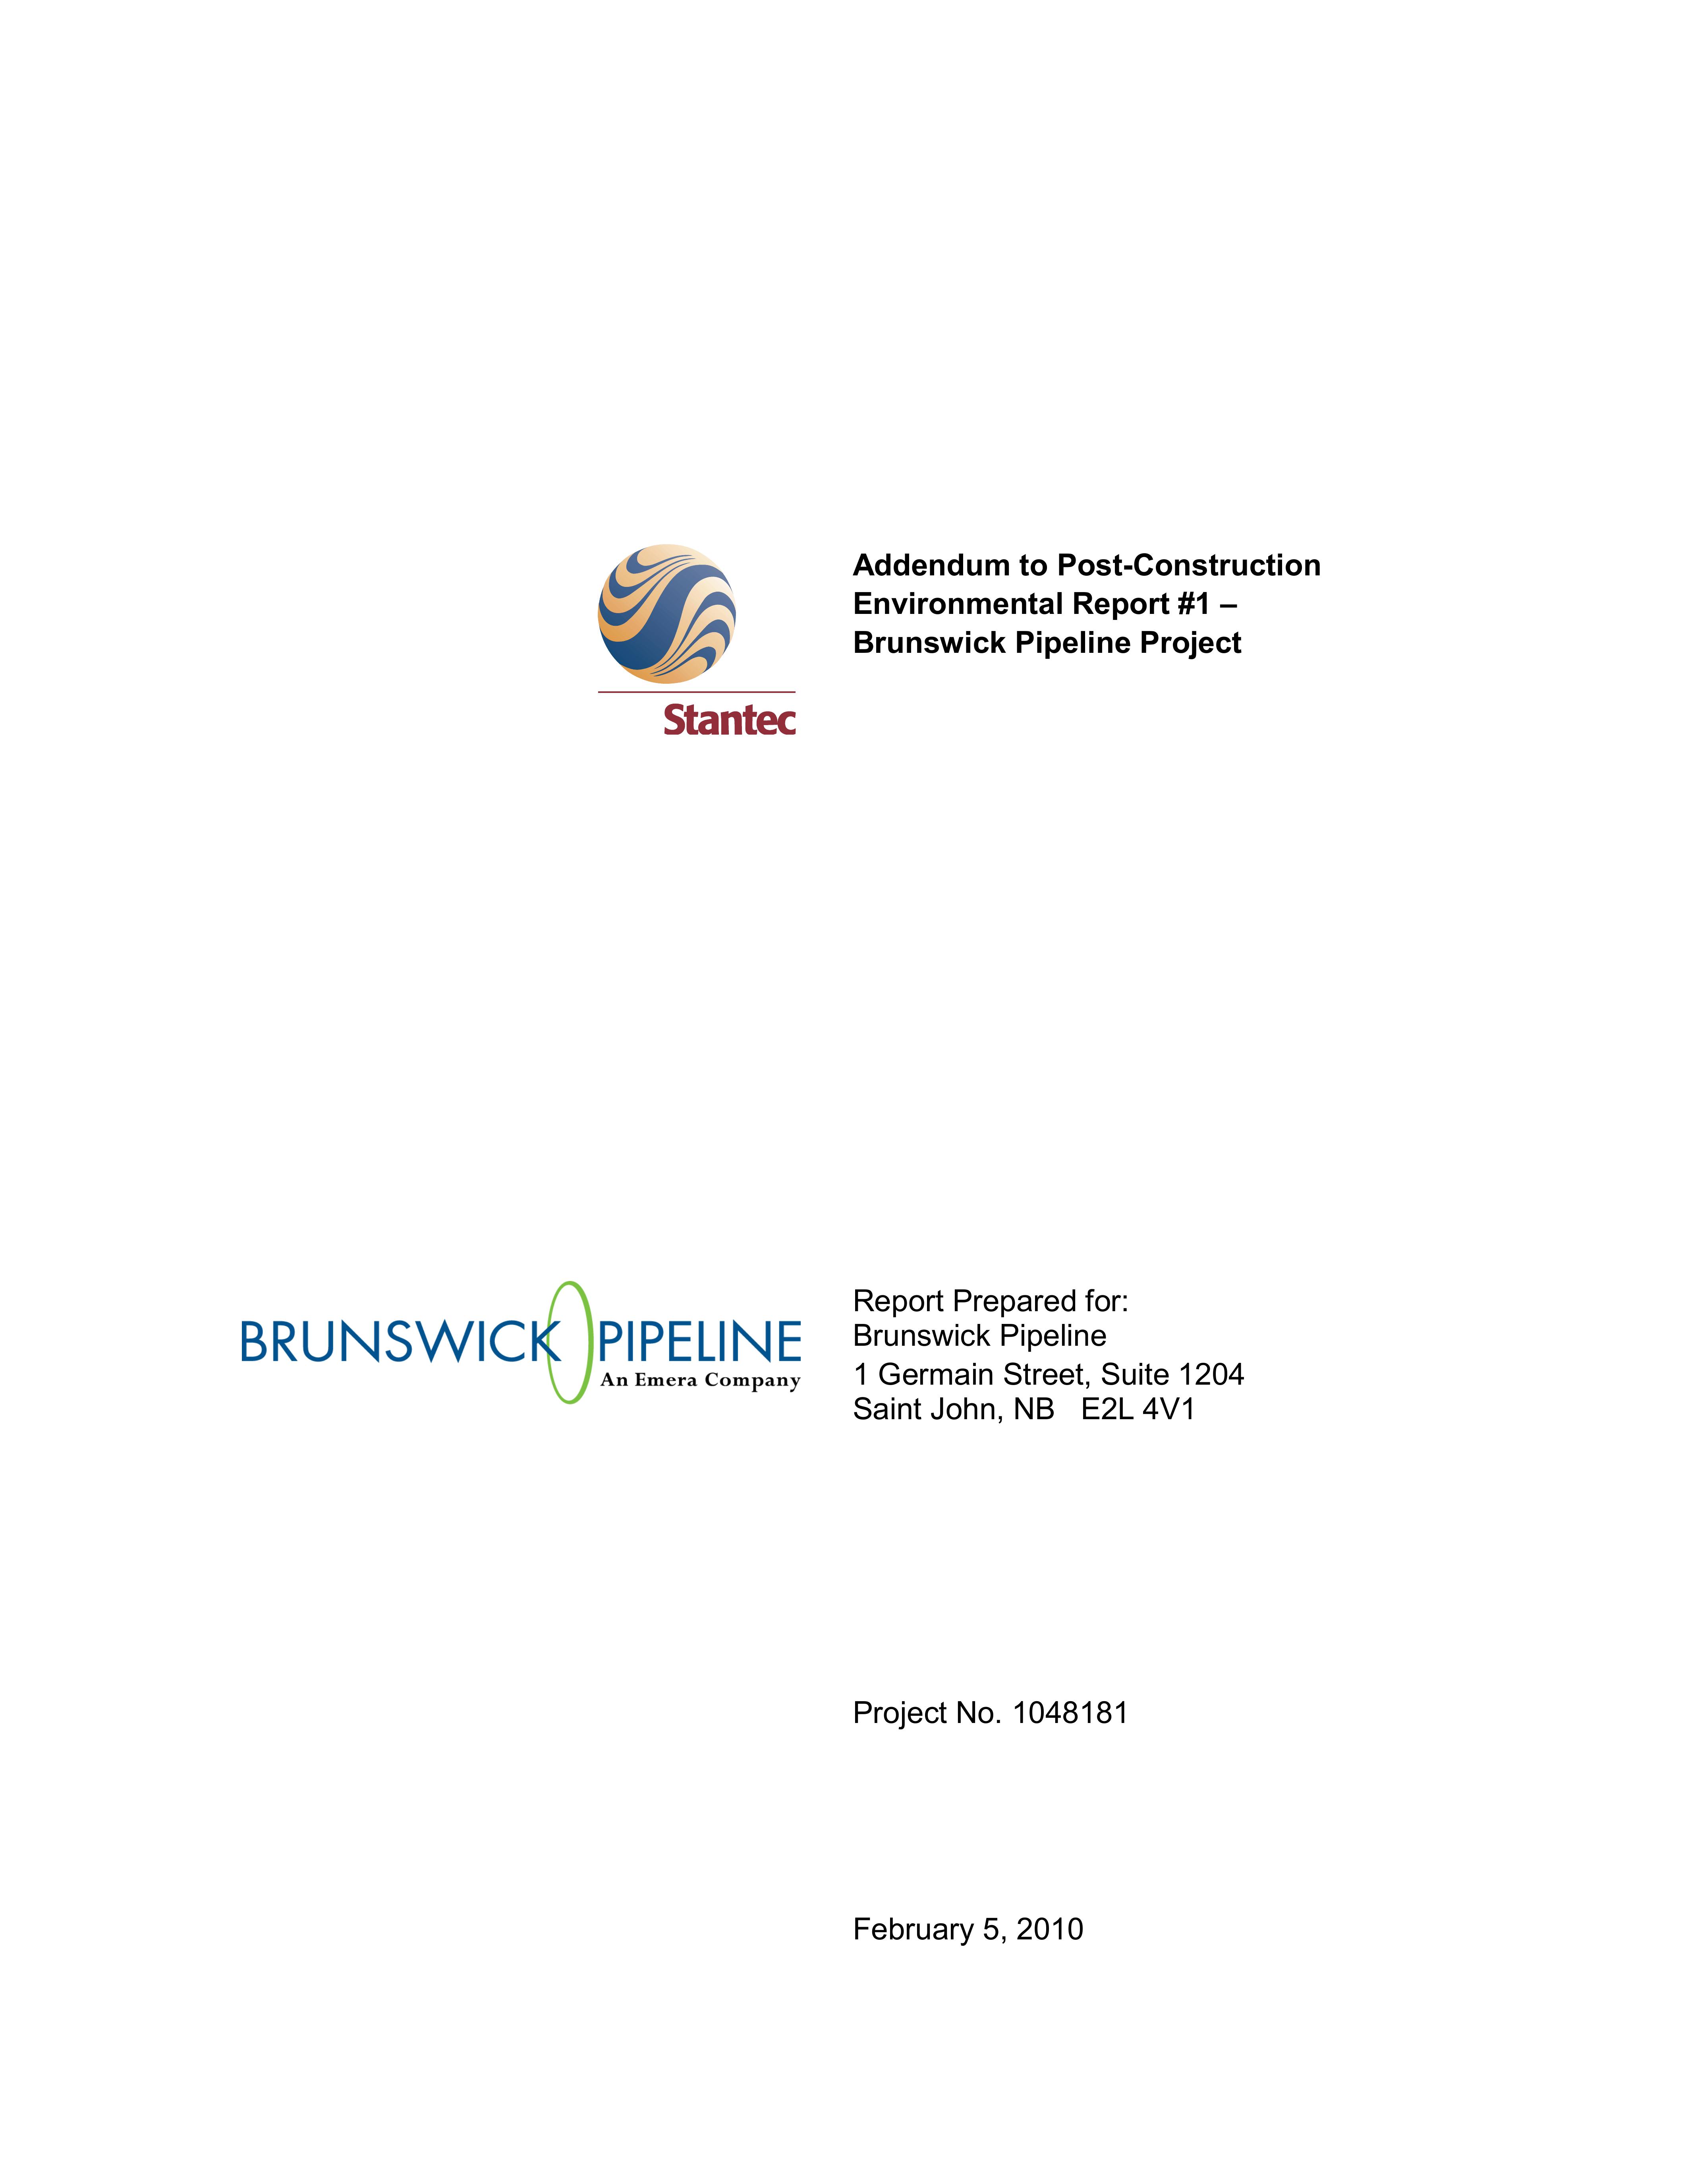 Addendum to Post-Construction
Environmental Report #1 –
Brunswick Pipeline Project
Stantec
BRUNSWICK PIPELINE
An Emera Company
Report Prepared for:
Brunswick Pipeline
1 Germain Street, Suite 1204
Saint John, NB E2L 4V1
Project No. 1048181
February 5, 2010